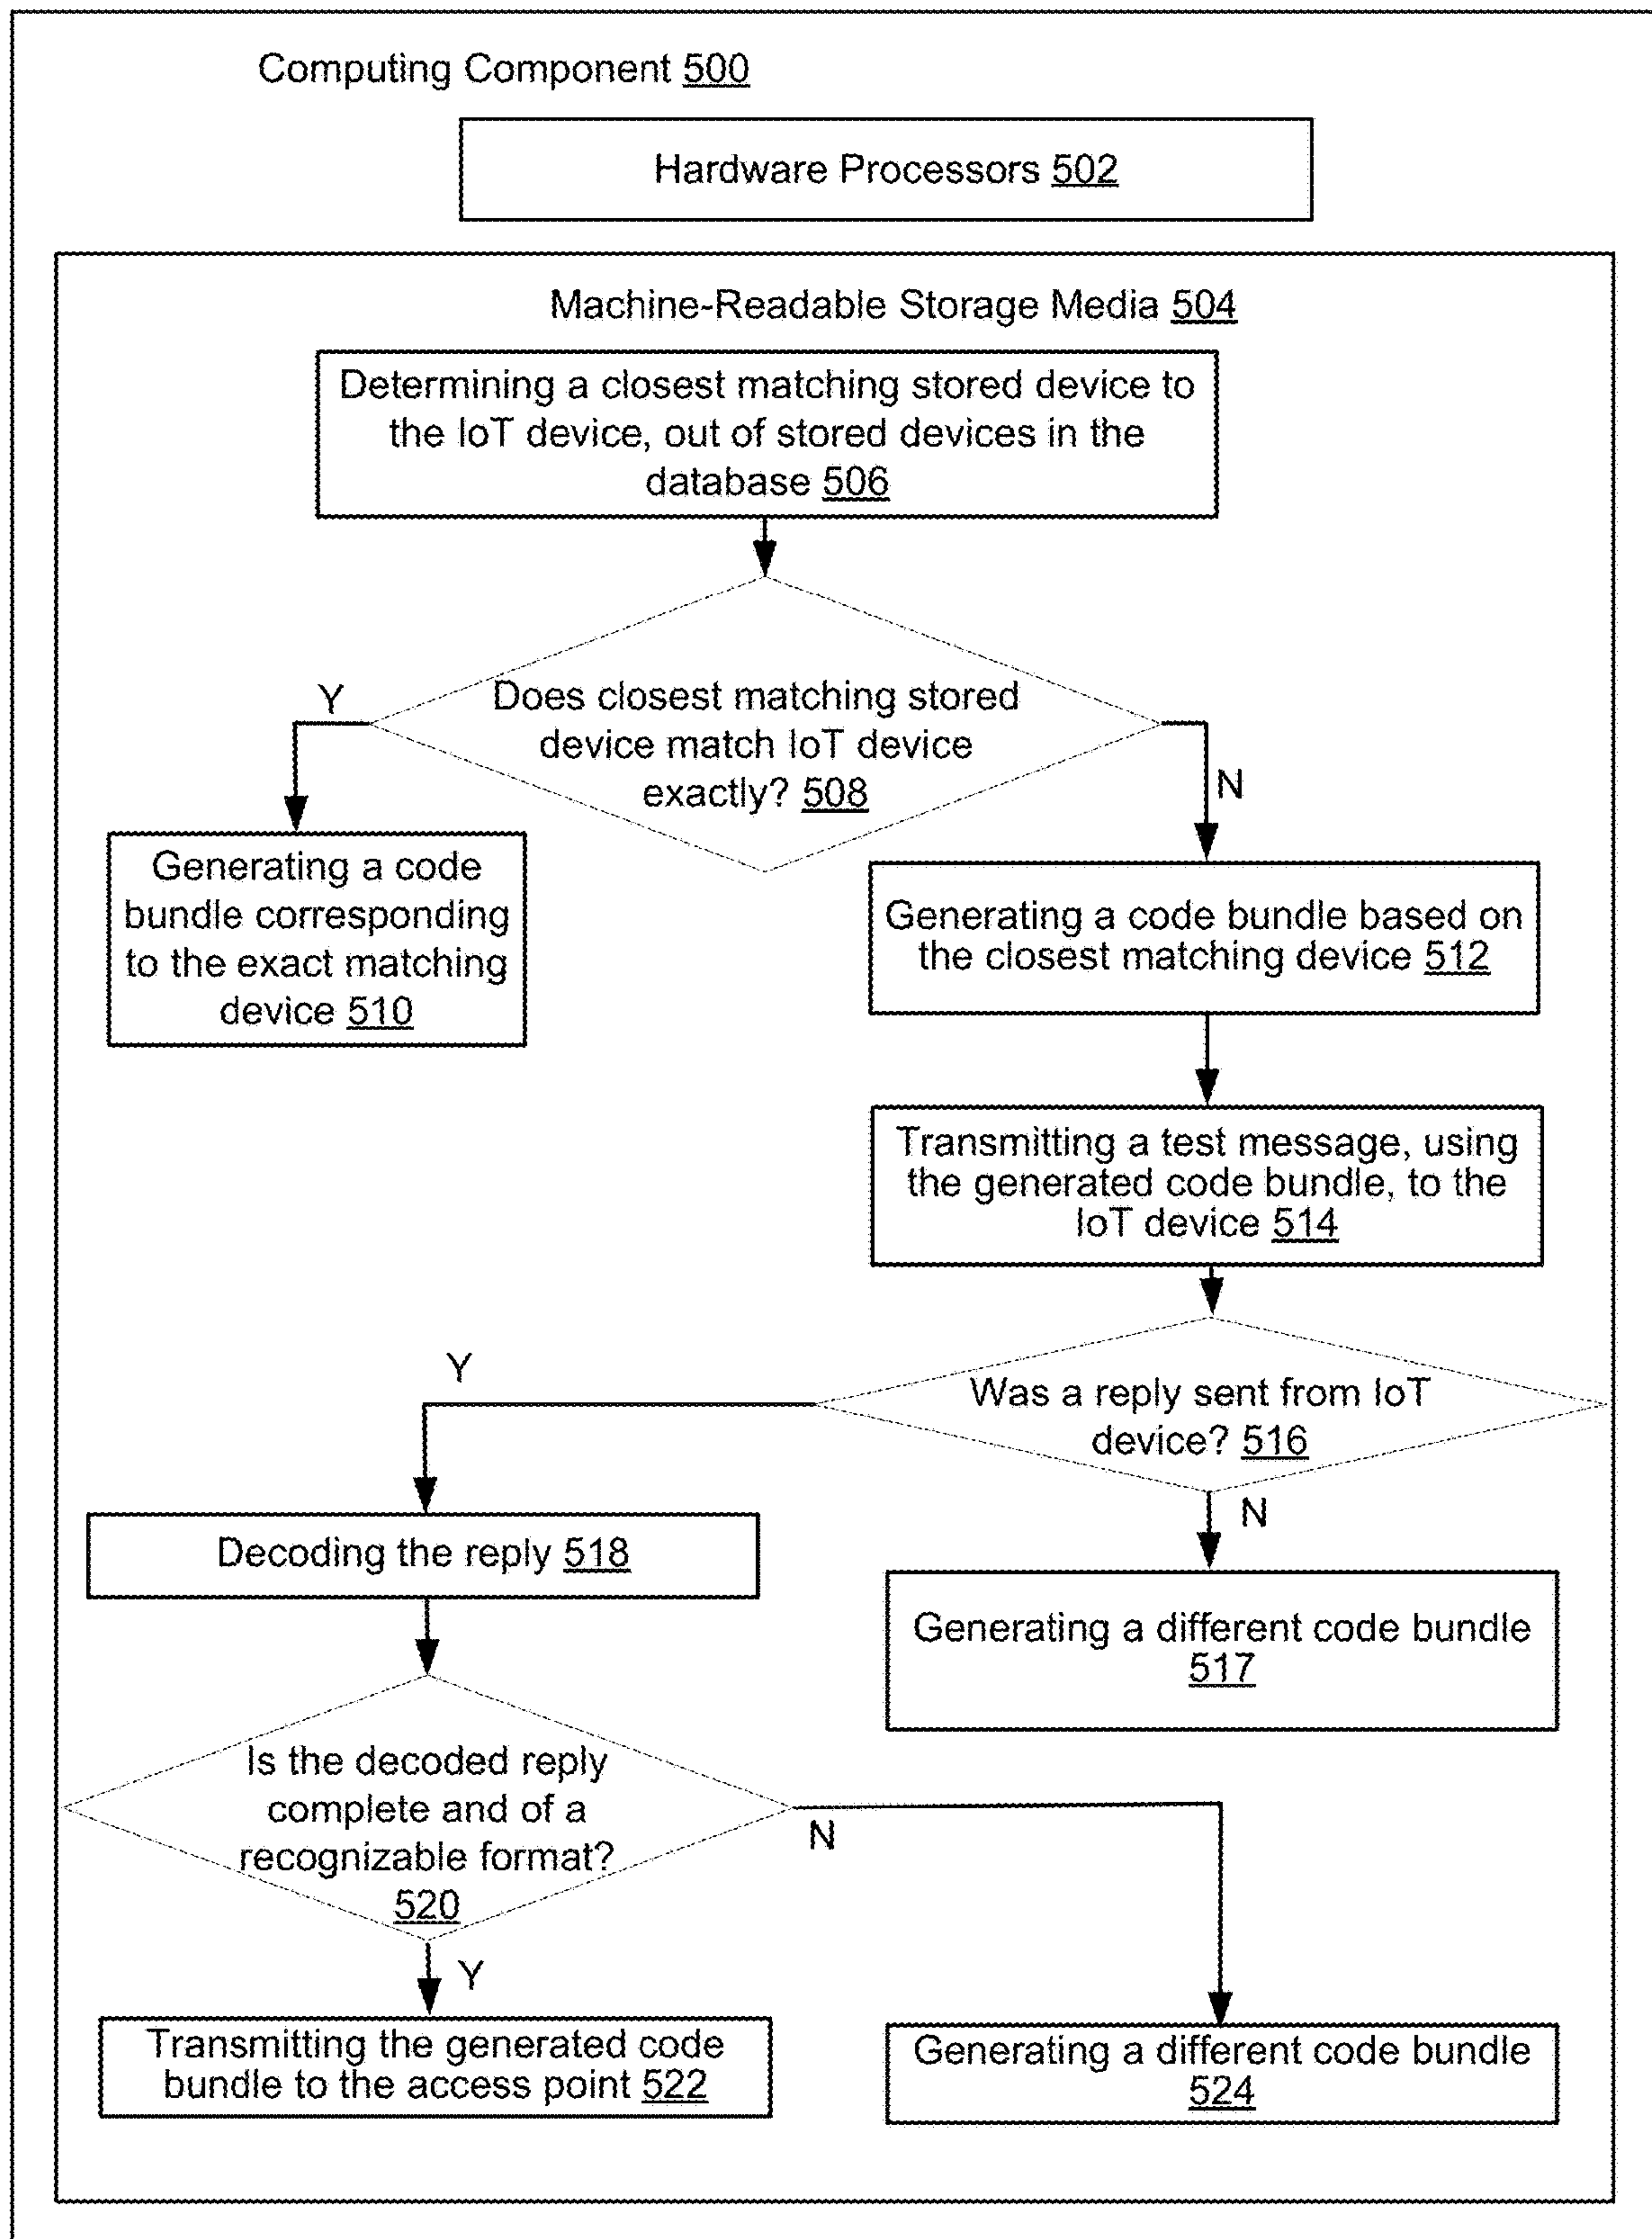 Computing Component 500
Hardware Processors 502
Machine-Readable Storage Media 504
Determining a closest matching stored device to
the IoT device, out of stored devices in the
database 506
Y
Does closest matching stored
device match IoT device
exactly? 508
N
Generating a code
bundle corresponding
to the exact matching
device 510
Generating a code bundle based on
the closest matching device 512
Transmitting a test message, using
the generated code bundle, to the
IoT device 514
Y
Was a reply sent from IoT
device? 516
N
Decoding the reply 518
Generating a different code bundle
517
Is the decoded reply
complete and of a
recognizable format?
520
N
Y
Transmitting the generated code
bundle to the access point 522
Generating a different code bundle
524